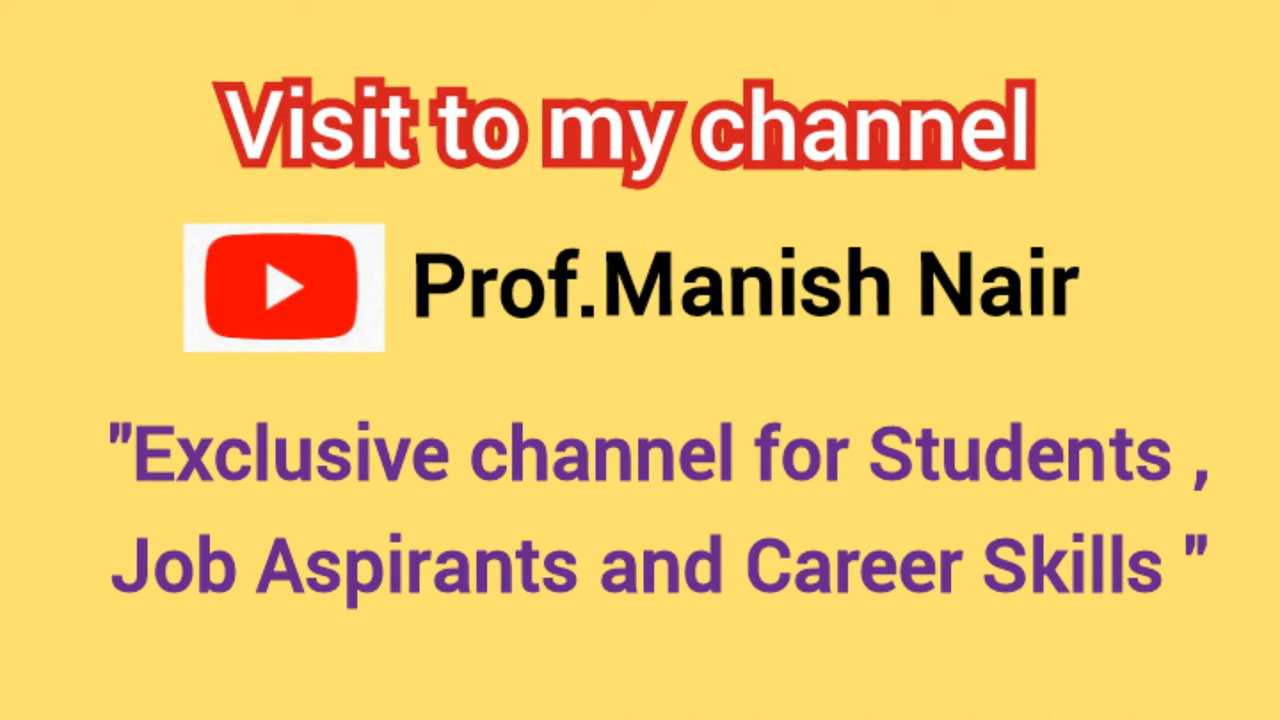 Visit to my channel
Prof.Manish Nair
"Exclusive channel for Students ,
Job Aspirants and Career Skills "